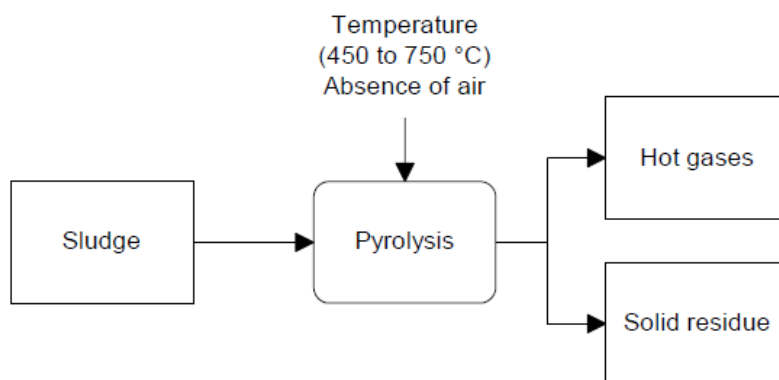 Temperature
(450 to 750 °C)
Absence of air
Hot gases
Sludge
Pyrolysis
Solid residue